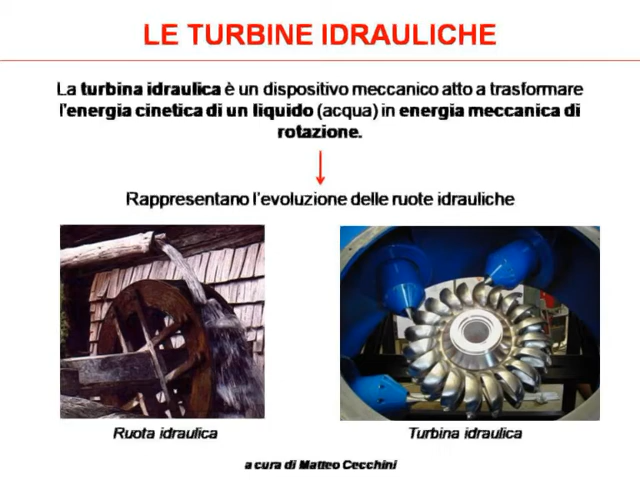 LE TURBINE IDRAULICHE
La turbina idraulica è un dispositivo meccanico atto a trasformare
l'energia cinetica di un liquido (acqua) in energia meccanica di
rotazione.
Rappresentano l'evoluzione delle ruote idrauliche
Ruota idraulica
Turbina idraulica
a cura di Matteo Cecchini